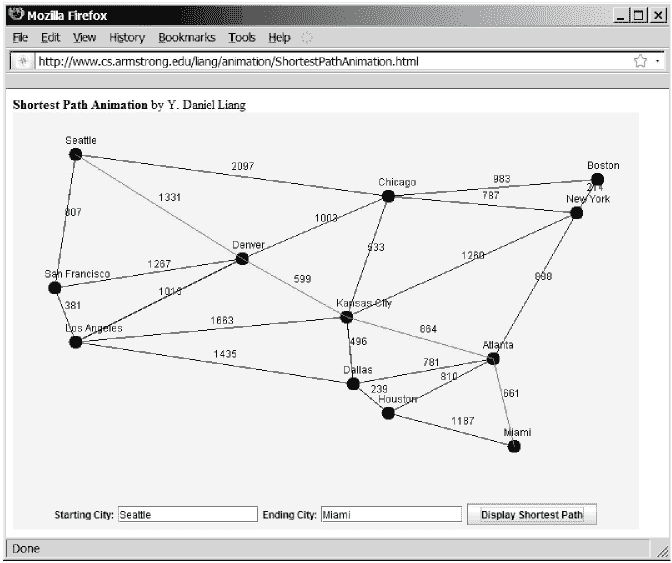 Mozilla Firefox
File Edit View History Bookmarks Tools Help
http://www.cs.armstrong.edu/liang/animation/ShortestPathAnimation.html
Shortest Path Animation by Y. Daniel Liang
Seattle
2097
Chicago
983
Boston
214
787
New York
1331
807
1003
Denver
533
1260
1267
San Francisco
599
888
381
1015
Kansas City
Los Angeles
1663
864
496
Atlanta
1435
781
Dallas
810
239
Houston
661
1187
Miami
Starting City: Seattle Ending City: Miami Display Shortest Path
Done